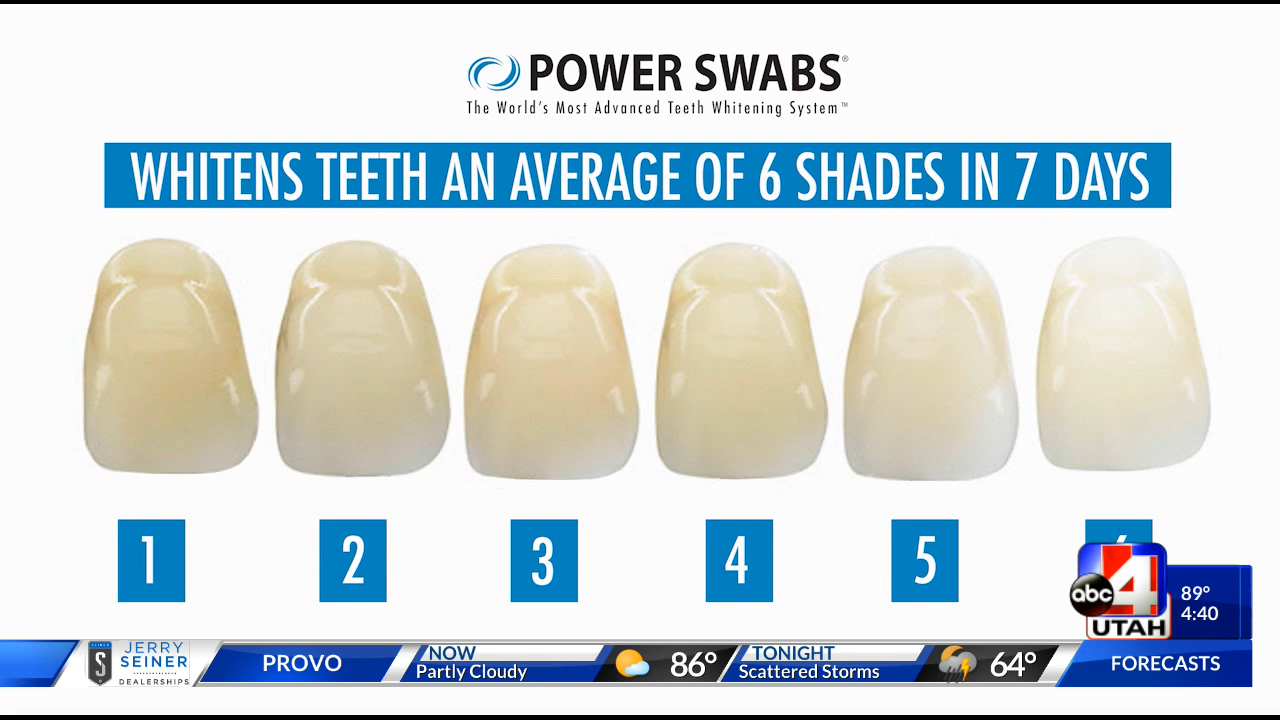 POWER SWABS®
The World's Most Advanced Teeth Whitening System™
WHITENS TEETH AN AVERAGE OF 6 SHADES IN 7 DAYS
1 2 3 4 5
abc 4 UTAH
89°
4:40
SEINER
S
JERRY
SEINER
DEALERSHIPS
PROVO
NOW
Partly Cloudy
86°
TONIGHT
Scattered Storms
64°
FORECASTS